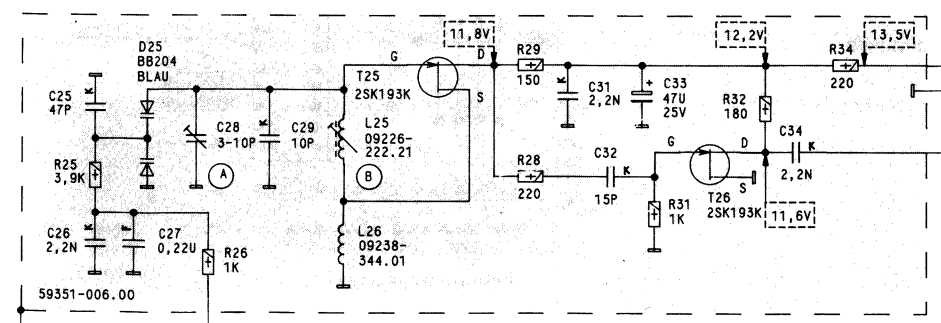 11,8V
12,2V
13,5V
D25
BB204
BLAU
G
D
R29
150
R34
220
T25
2SK193K
S
C25
47P
K
K
K
C31
2,2N
C33
47U
25V
+
R32
180
C28
3-10P
C29
10P
L25
09226-
222.21
A
B
R25
3,9K
R28
220
C32
K
15P
G
D
C34
K
2,2N
S
T26
2SK193K
R31
1K
11,6V
C26
2,2N
K
C27
0,22U
R26
1K
L26
09238-
344.01
59351-006.00